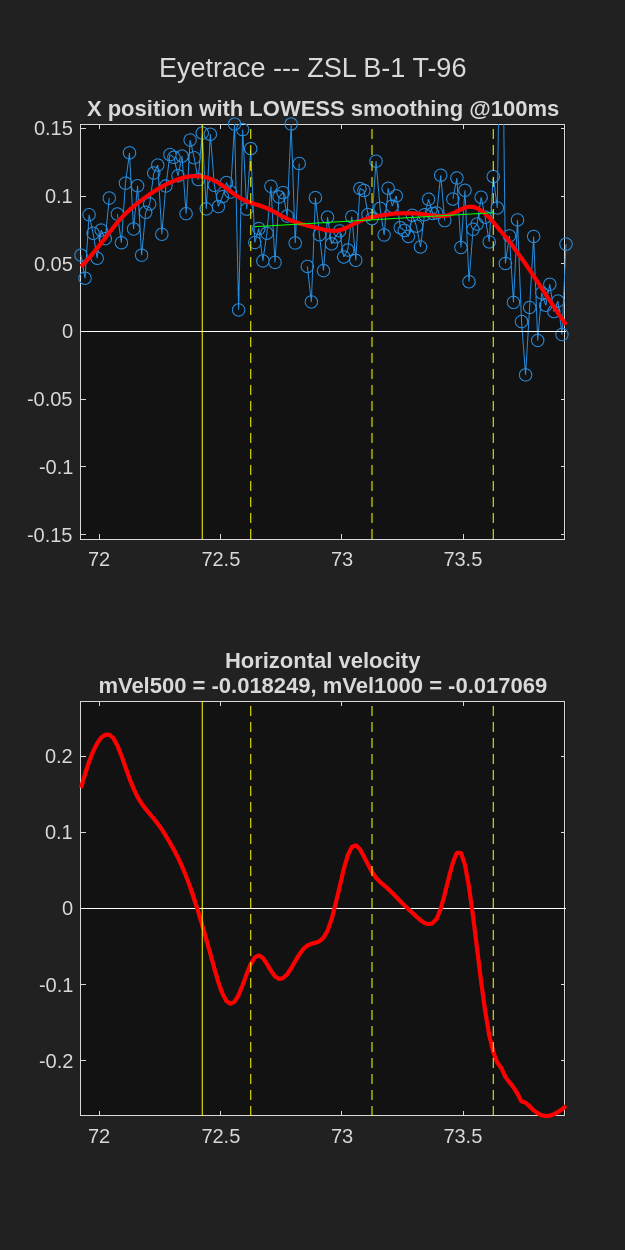 Eyetrace --- ZSL B-1 T-96
X position with LOWESS smoothing @100ms
0.15
0.1
0.05
0
-0.05
-0.1
-0.15
72 72.5 73 73.5
Horizontal velocity
mVel500 = -0.018249, mVel1000 = -0.017069
0.2
0.1
0
-0.1
-0.2
72 72.5 73 73.5